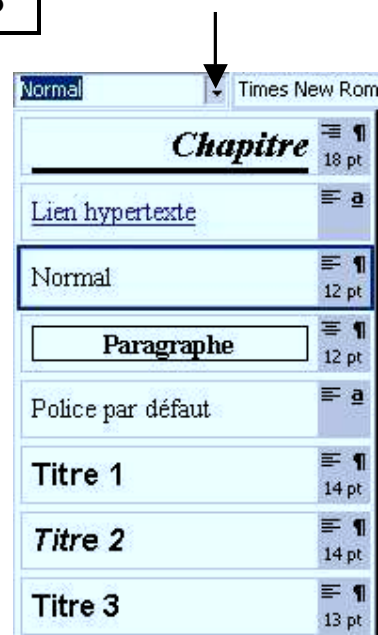 Normal Times New Rom
Chapitre ¶ 18 pt
Lien hypertexte a
Normal ¶ 12 pt
Paragraphe ¶ 12 pt
Police par défaut a
Titre 1 ¶ 14 pt
Titre 2 ¶ 14 pt
Titre 3 ¶ 13 pt